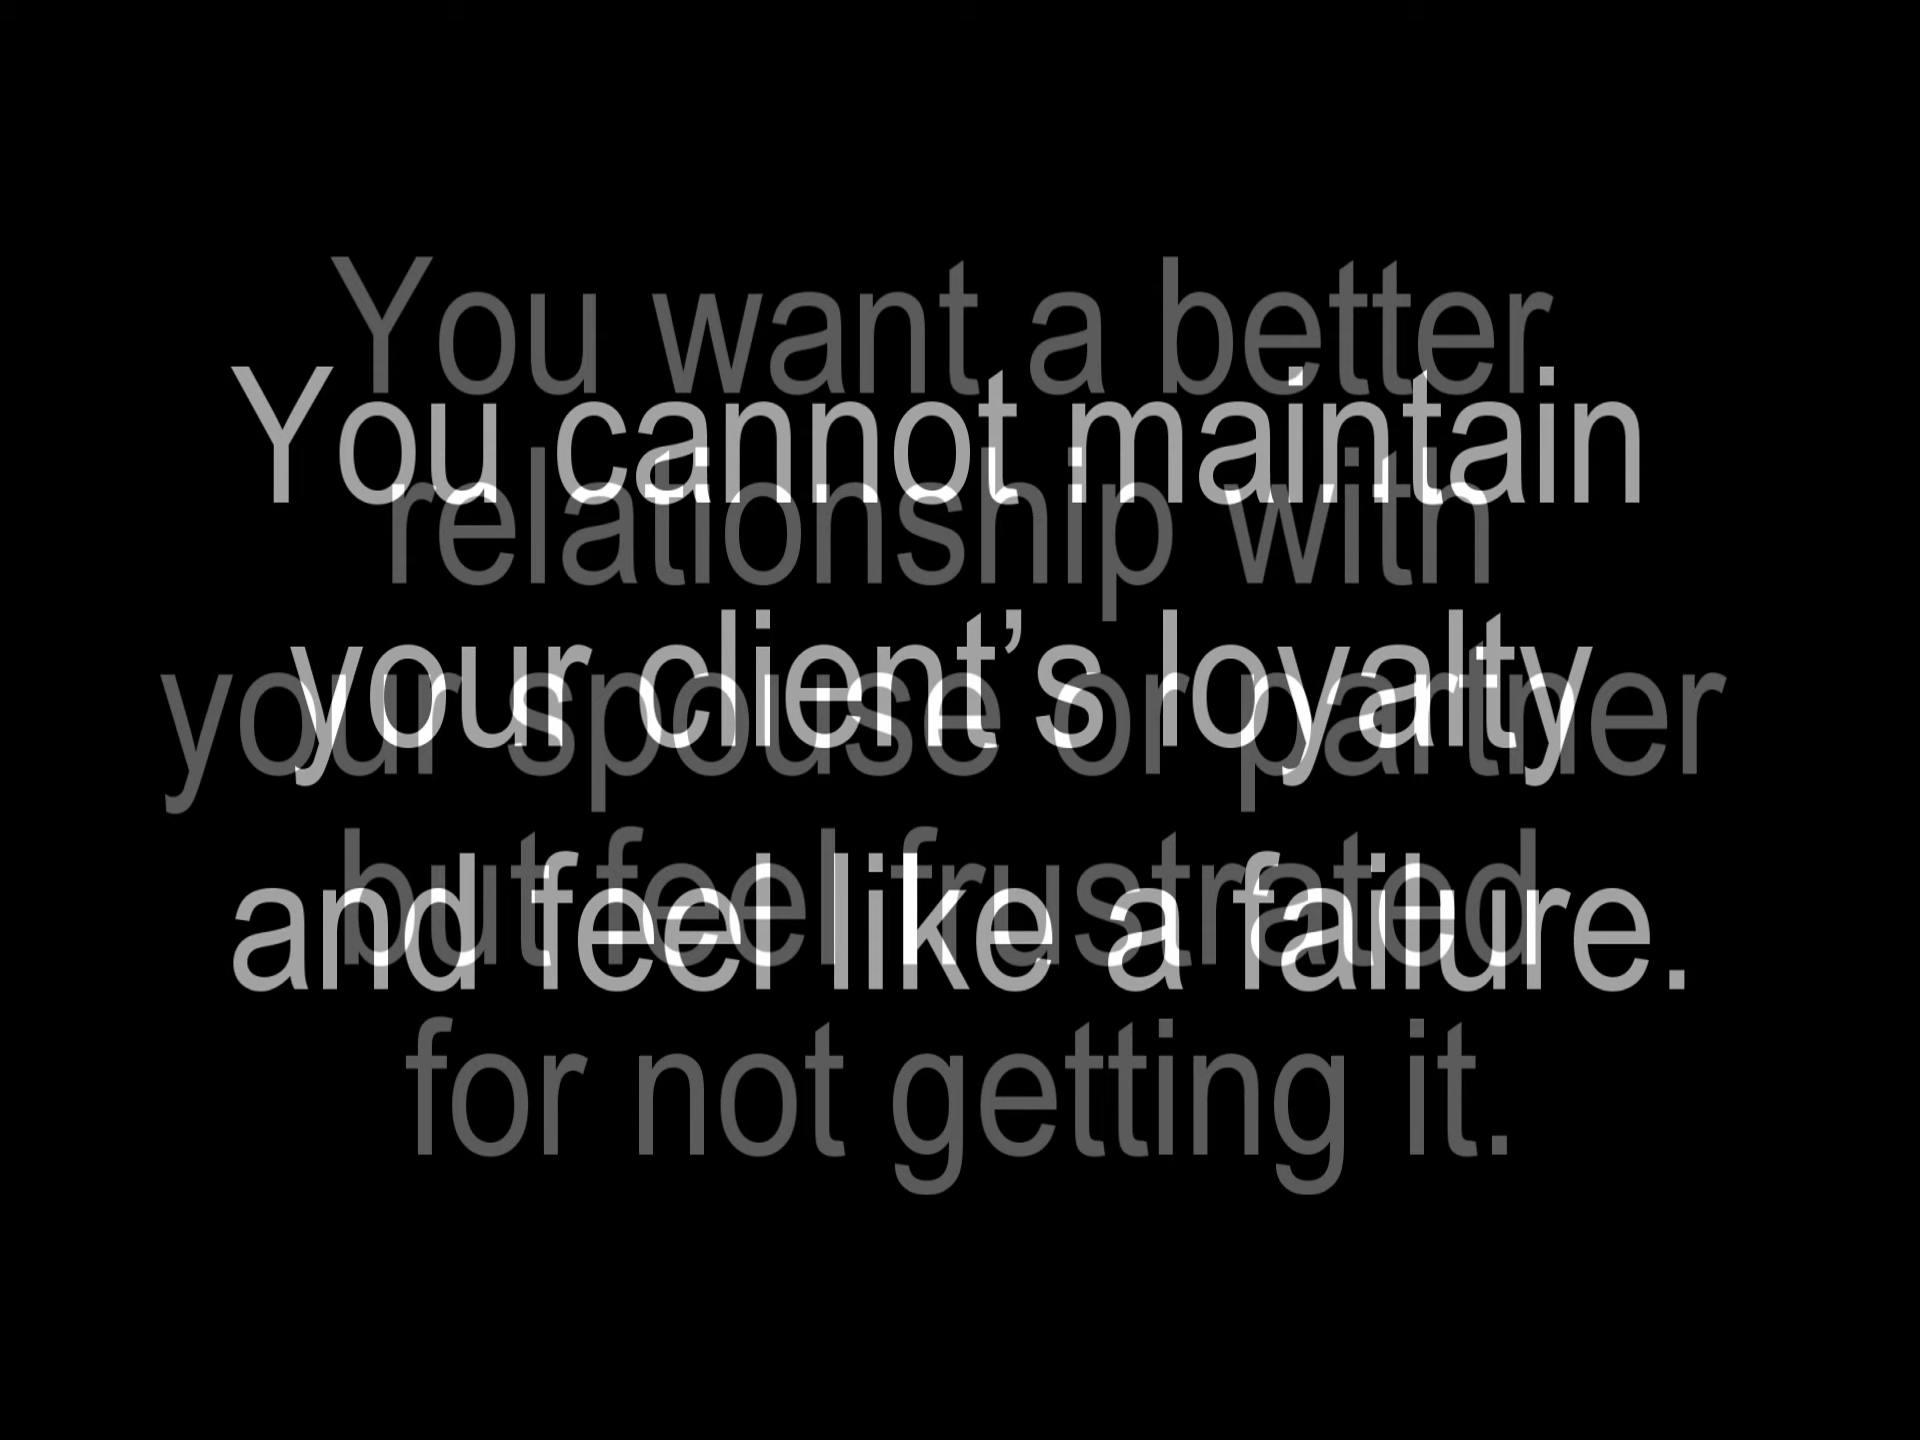 You want a better
relationship with
your spouse or partner
but feel frustrated
for not getting it.
You cannot maintain
your client’s loyalty
and feel like a failure.